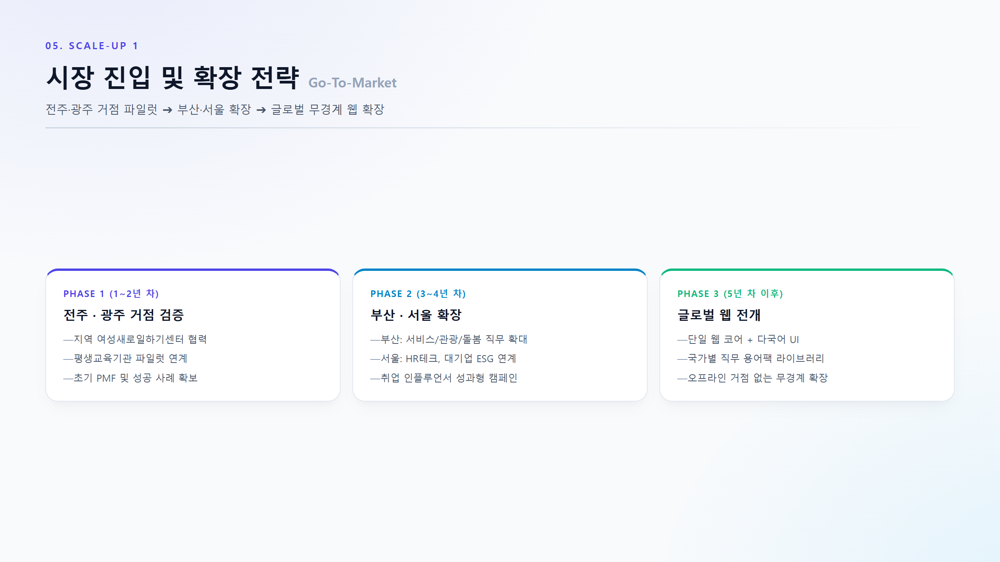 05. SCALE-UP 1
시장 진입 및 확장 전략 Go-To-Market
전주·광주 거점 파일럿 ➔ 부산·서울 확장 ➔ 글로벌 무경계 웹 확장
PHASE 1 (1~2년 차)
전주 · 광주 거점 검증
—지역 여성새로일하기센터 협력
—평생교육기관 파일럿 연계
—초기 PMF 및 성공 사례 확보
PHASE 2 (3~4년 차)
부산 · 서울 확장
—부산: 서비스/관광/돌봄 직무 확대
—서울: HR테크, 대기업 ESG 연계
—취업 인플루언서 성과형 캠페인
PHASE 3 (5년 차 이후)
글로벌 웹 전개
—단일 웹 코어 + 다국어 UI
—국가별 직무 용어팩 라이브러리
—오프라인 거점 없는 무경계 확장